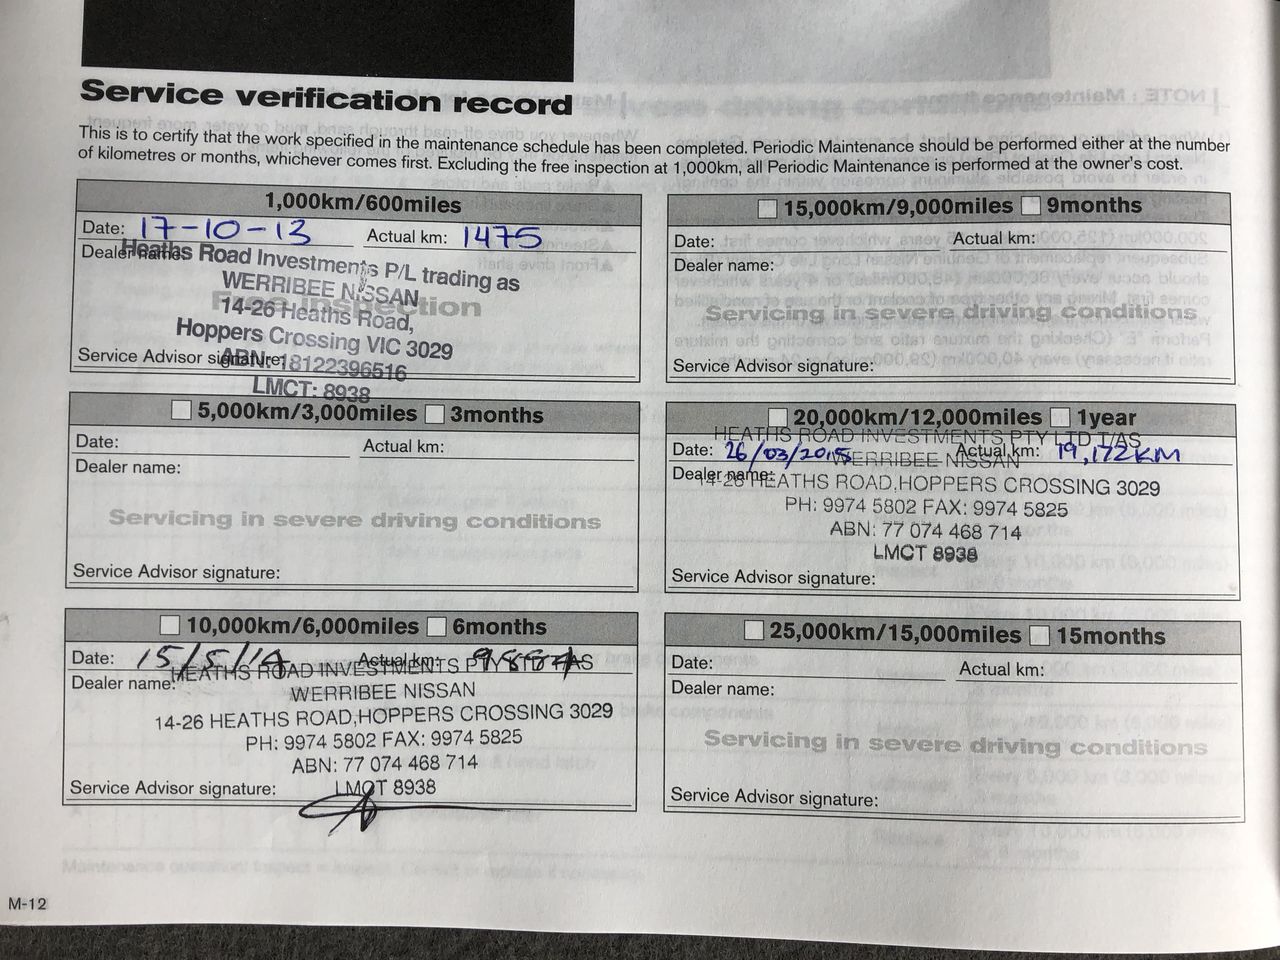 Service verification record
This is to certify that the work specified in the maintenance schedule has been completed. Periodic Maintenance should be performed either at the number
of kilometres or months, whichever comes first. Excluding the free inspection at 1,000km, all Periodic Maintenance is performed at the owner's cost.
1,000km/600miles
Date: 17-10-13 Actual km: 1475
Dealer name:
Heaths Road Investments P/L trading as
WERRIBEE NISSAN
Free inspection
14-26 Heaths Road,
Hoppers Crossing VIC 3029
Service Advisor signature:
ABN: 18122396516
LMCT: 8938
5,000km/3,000miles 3months
Date: Actual km:
Dealer name:
Servicing in severe driving conditions
Service Advisor signature:
10,000km/6,000miles 6months
Date: 15/5/14 Actual km:
HEATHS ROAD INVESTMENTS PTY LTD T/AS
Dealer name:
WERRIBEE NISSAN
14-26 HEATHS ROAD,HOPPERS CROSSING 3029
PH: 9974 5802 FAX: 9974 5825
ABN: 77 074 468 714
Service Advisor signature:
LMCT 8938
15,000km/9,000miles 9months
Date: Actual km:
Dealer name:
Servicing in severe driving conditions
Service Advisor signature:
20,000km/12,000miles 1year
HEATHS ROAD INVESTMENTS PTY LTD T/AS
Date: 26/03/2015 Actual km: 19,172KM
WERRIBEE NISSAN
Dealer name:
14-26 HEATHS ROAD,HOPPERS CROSSING 3029
PH: 9974 5802 FAX: 9974 5825
ABN: 77 074 468 714
LMCT 8938
Service Advisor signature:
25,000km/15,000miles 15months
Date: Actual km:
Dealer name:
Servicing in severe driving conditions
Service Advisor signature:
M-12